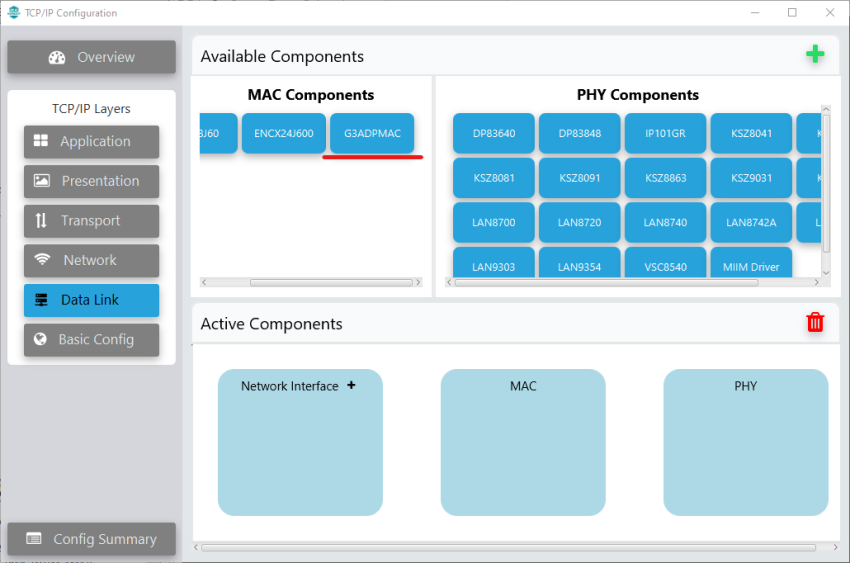 TCP/IP Configuration
Overview
TCP/IP Layers
Application
Presentation
Transport
Network
Data Link
Basic Config
Config Summary
Available Components
MAC Components
PHY Components
ENCX24J600 G3ADPMAC
DP83640 DP83848 IP101GR KSZ8041
KSZ8081 KSZ8091 KSZ8863 KSZ9031
LAN8700 LAN8720 LAN8740 LAN8742A
LAN9303 LAN9354 VSC8540 MIIM Driver
Active Components
Network Interface +
MAC
PHY